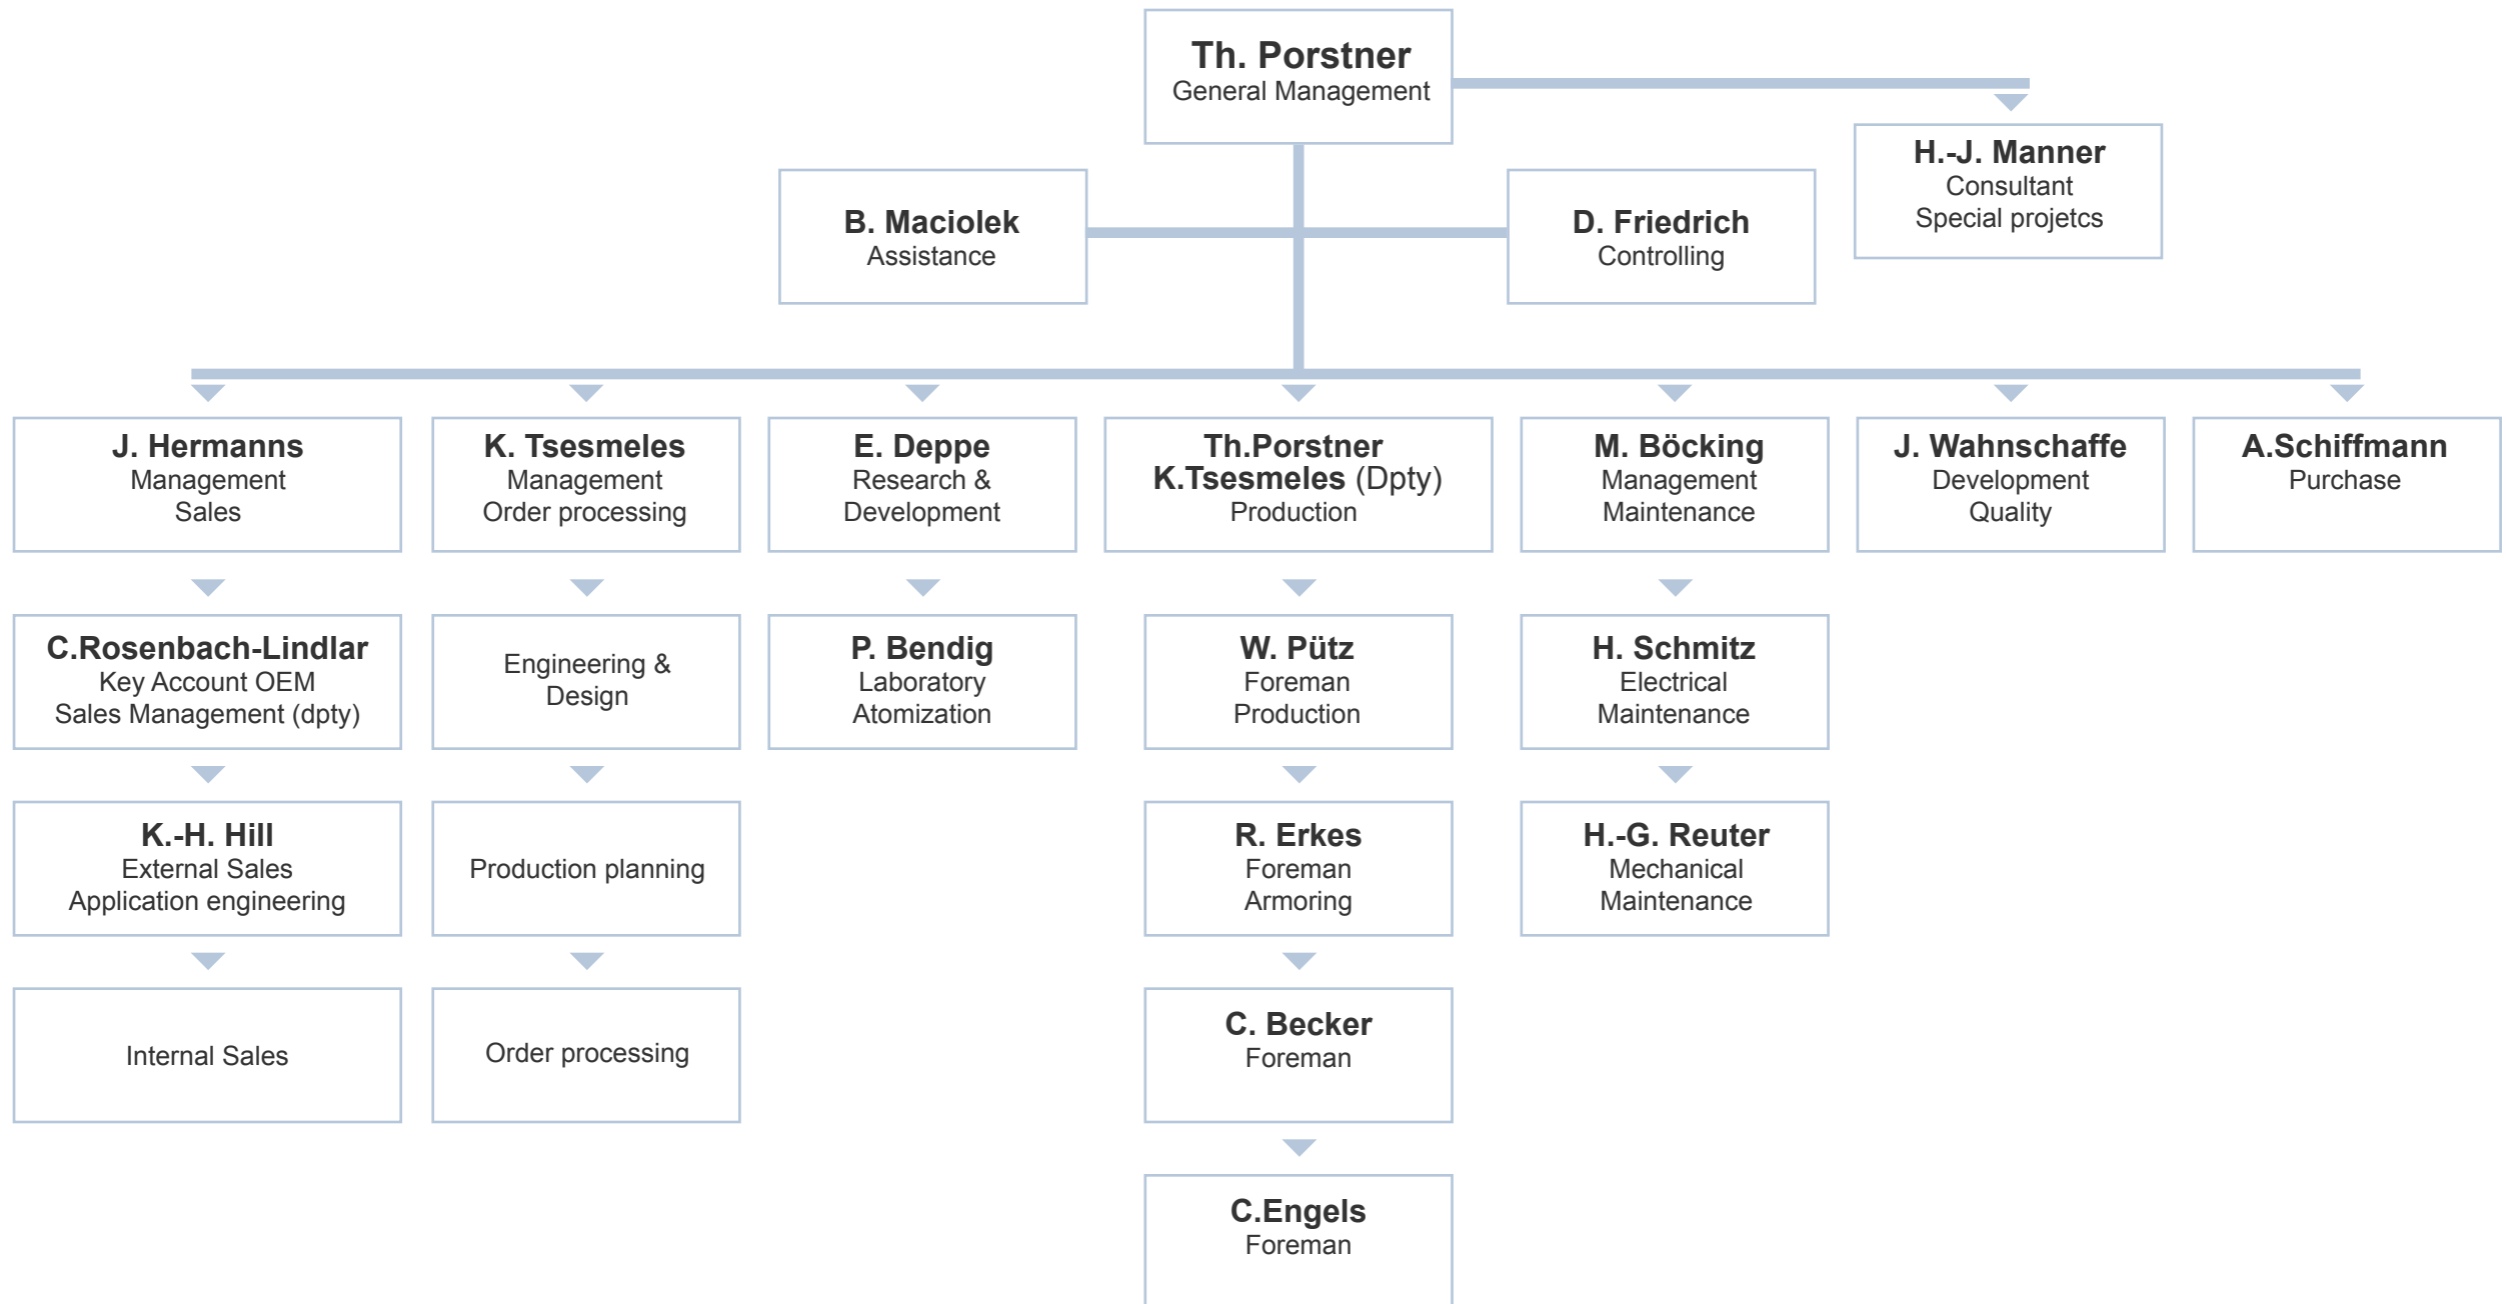 Th. Porstner
General Management
H.-J. Manner
Consultant
Special projetcs
B. Maciolek
Assistance
D. Friedrich
Controlling
J. Hermanns
Management
Sales
K. Tsesmeles
Management
Order processing
E. Deppe
Research &
Development
Th.Porstner
K.Tsesmeles (Dpty)
Production
M. Böcking
Management
Maintenance
J. Wahnschaffe
Development
Quality
A.Schiffmann
Purchase
C.Rosenbach-Lindlar
Key Account OEM
Sales Management (dpty)
Engineering &
Design
P. Bendig
Laboratory
Atomization
W. Pütz
Foreman
Production
H. Schmitz
Electrical
Maintenance
K.-H. Hill
External Sales
Application engineering
Production planning
R. Erkes
Foreman
Armoring
H.-G. Reuter
Mechanical
Maintenance
Internal Sales
Order processing
C. Becker
Foreman
C.Engels
Foreman